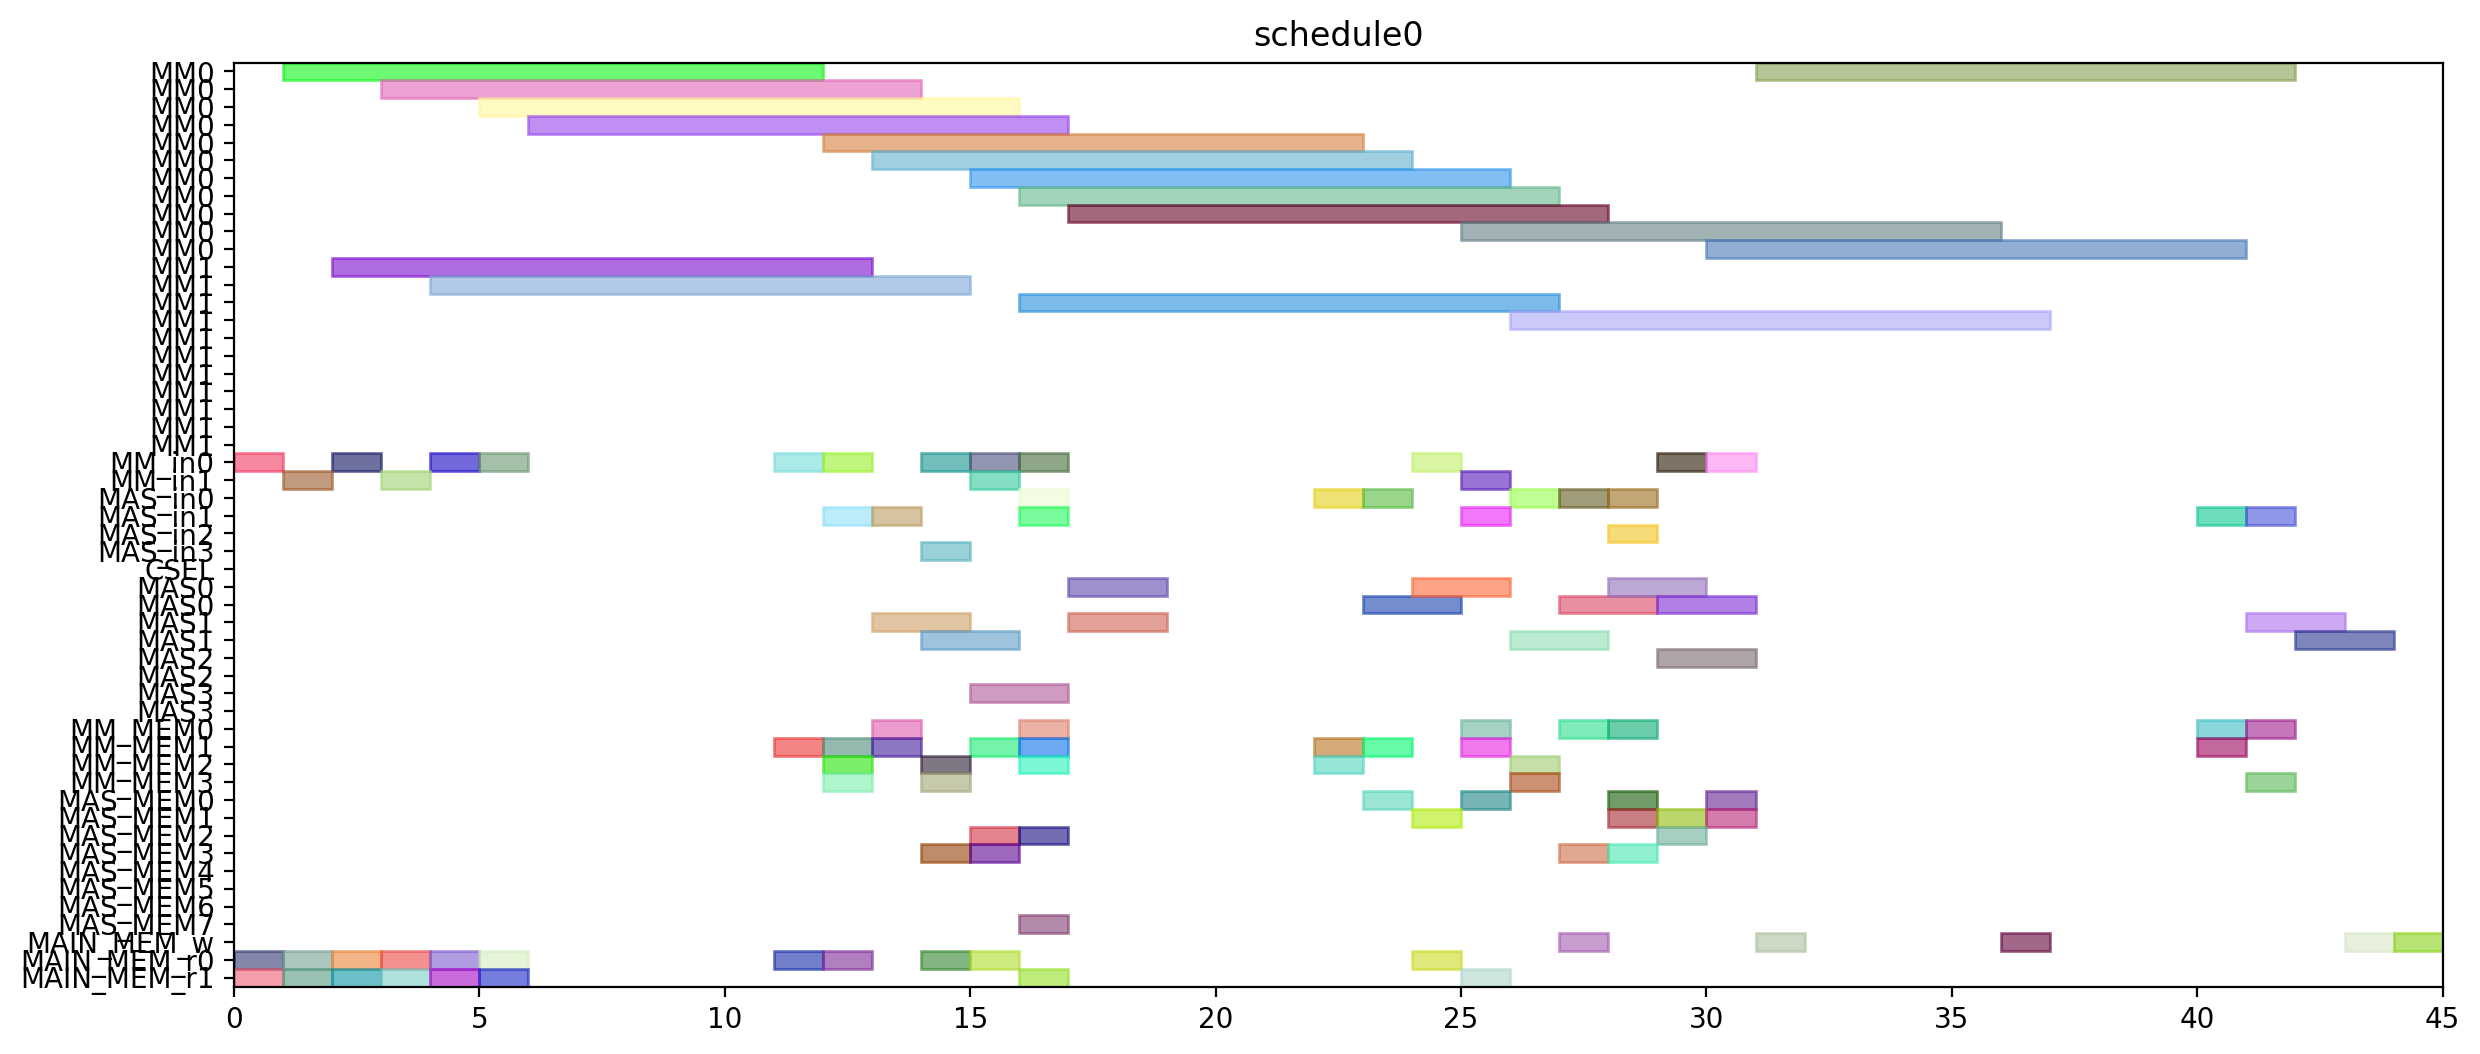 schedule0
MM0
MM0
MM0
MM0
MM0
MM0
MM0
MM0
MM0
MM0
MM0
MM1
MM1
MM1
MM1
MM1
MM1
MM1
MM1
MM1
MM1
MM1
MM_in0
MM_in1
MAS_in0
MAS_in1
MAS_in2
MAS_in3
CSEL
MAS0
MAS0
MAS1
MAS1
MAS2
MAS2
MAS3
MAS3
MM_MEM0
MM_MEM1
MM_MEM2
MM_MEM3
MAS_MEM0
MAS_MEM1
MAS_MEM2
MAS_MEM3
MAS_MEM4
MAS_MEM5
MAS_MEM6
MAS_MEM7
MAIN_MEM_w
MAIN_MEM_r0
MAIN_MEM_r1
0 5 10 15 20 25 30 35 40 45